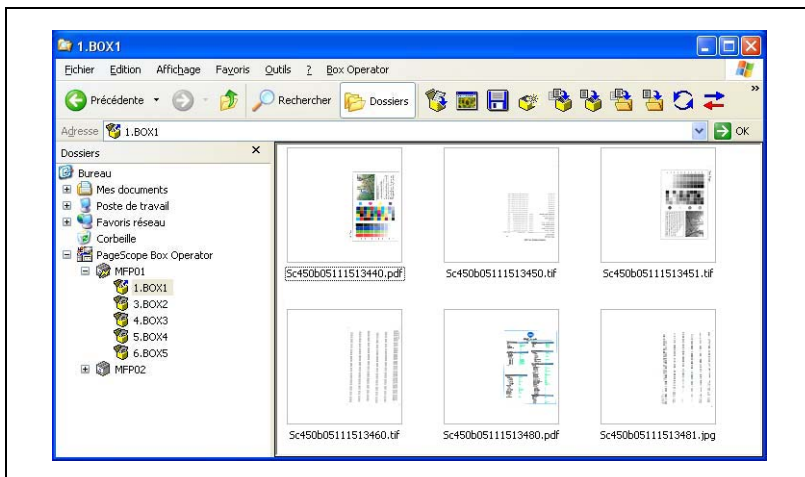 1.BOX1
Fichier Edition Affichage Favoris Outils ? Box Operator
Précédente Rechercher Dossiers »
Adresse 1.BOX1 OK
Dossiers x
Bureau
Mes documents
Poste de travail
Favoris réseau
Corbeille
PageScope Box Operator
MFP01
1.BOX1
3.BOX2
4.BOX3
5.BOX4
6.BOX5
MFP02
Sc450b05111513440.pdf Sc450b05111513450.tif Sc450b05111513451.tif
Sc450b05111513460.tif Sc450b05111513480.pdf Sc450b05111513481.jpg